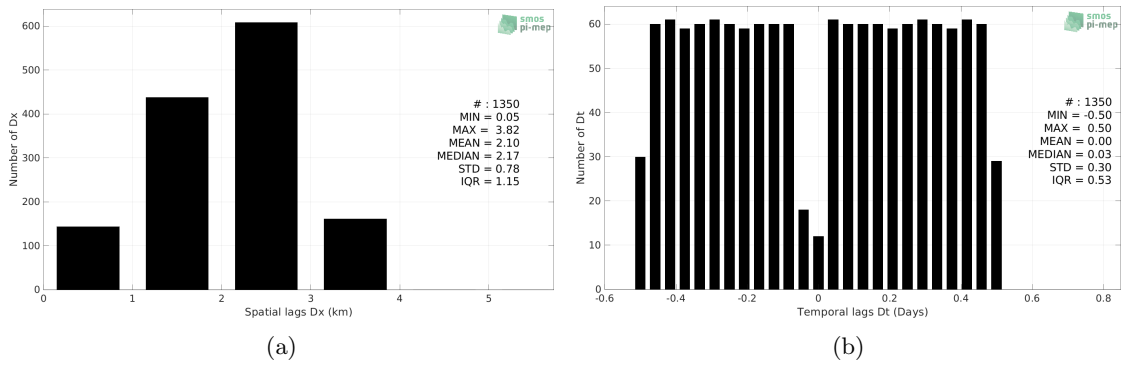 600
500
400
300
200
100
0
Number of Dx
0 1 2 3 4 5
Spatial lags Dx (km)
smos
pi-mep
# : 1350
MIN = 0.05
MAX = 3.82
MEAN = 2.10
MEDIAN = 2.17
STD = 0.78
IQR = 1.15
(a)
60
50
40
30
20
10
0
Number of Dt
-0.6 -0.4 -0.2 0 0.2 0.4 0.6 0.8
Temporal lags Dt (Days)
smos
pi-mep
# : 1350
MIN = -0.50
MAX = 0.50
MEAN = 0.00
MEDIAN = 0.03
STD = 0.30
IQR = 0.53
(b)